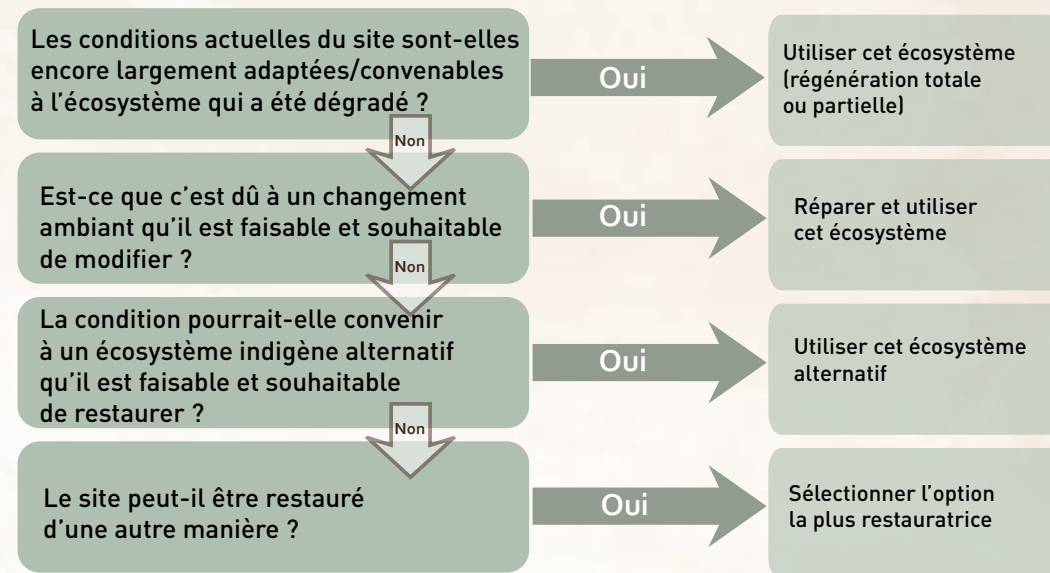 Les conditions actuelles du site sont-elles
encore largement adaptées/convenables
à l’écosystème qui a été dégradé ?
Oui
Utiliser cet écosystème
(régénération totale
ou partielle)
Non
Est-ce que c’est dû à un changement
ambiant qu’il est faisable et souhaitable
de modifier ?
Oui
Réparer et utiliser
cet écosystème
Non
La condition pourrait-elle convenir
à un écosystème indigène alternatif
qu’il est faisable et souhaitable
de restaurer ?
Oui
Utiliser cet écosystème
alternatif
Non
Le site peut-il être restauré
d’une autre manière ?
Oui
Sélectionner l’option
la plus restauratrice